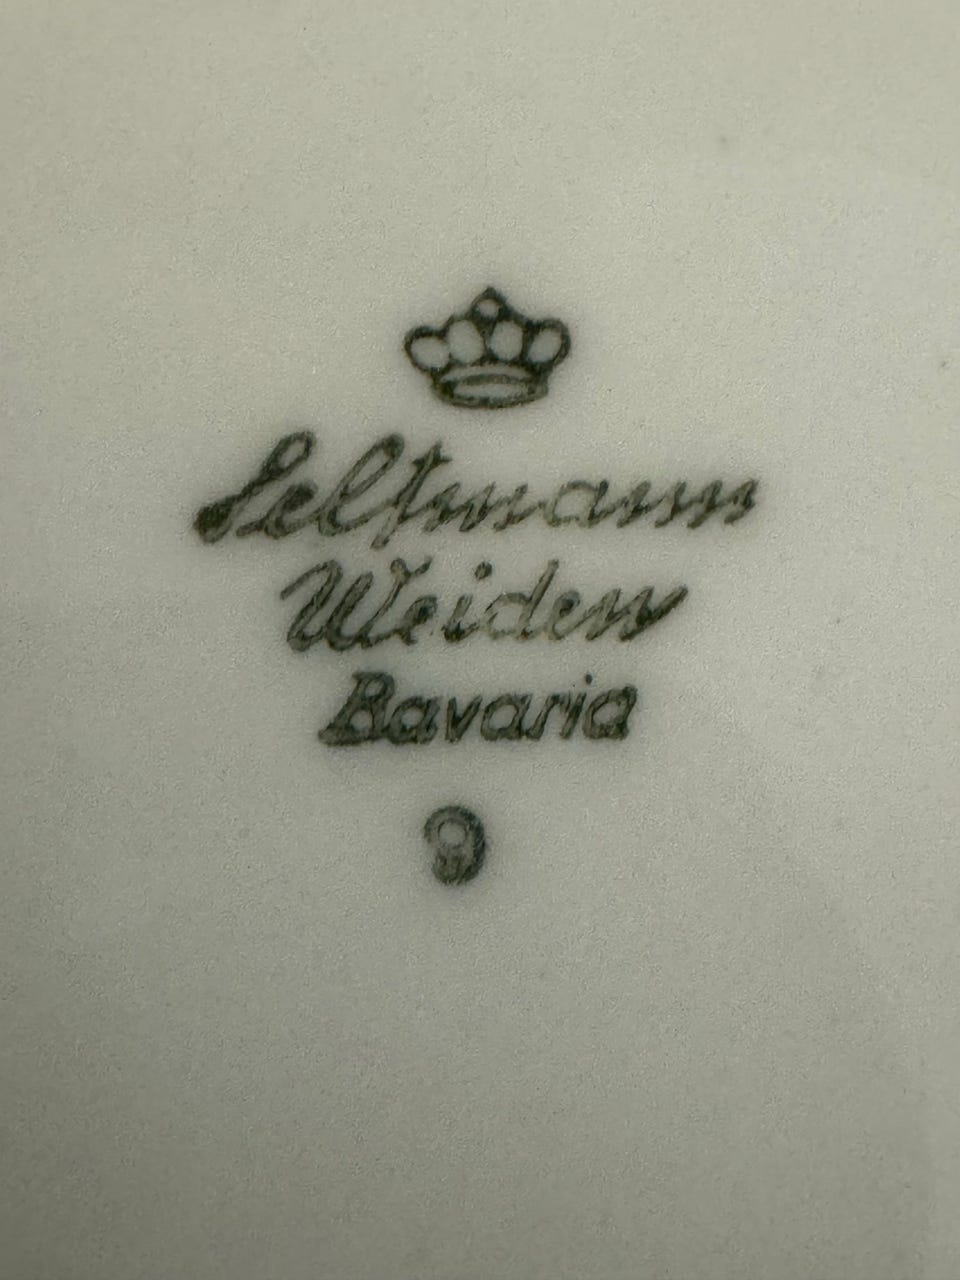 Seltmann
Weiden
Bavaria
9